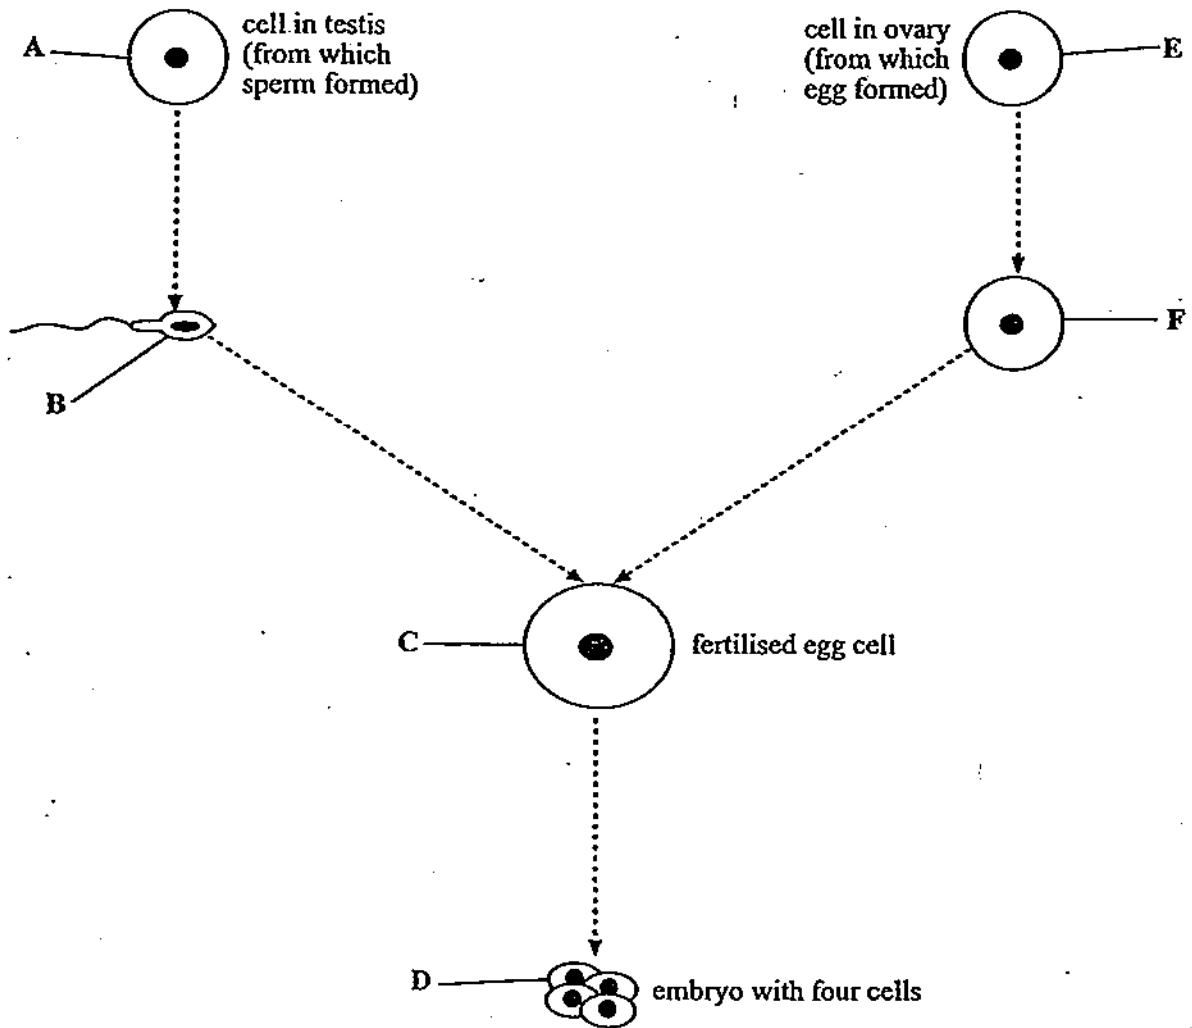 A
cell in testis
(from which
sperm formed)
cell in ovary
(from which
egg formed)
E
B
F
C
fertilised egg cell
D
embryo with four cells